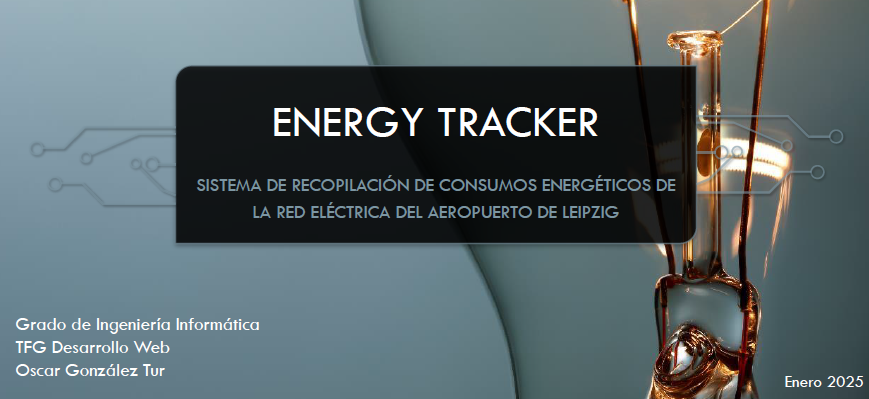 ENERGY TRACKER
SISTEMA DE RECOPILACIÓN DE CONSUMOS ENERGÉTICOS DE
LA RED ELÉCTRICA DEL AEROPUERTO DE LEIPZIG
Grado de Ingeniería Informática
TFG Desarrollo Web
Oscar González Tur
Enero 2025